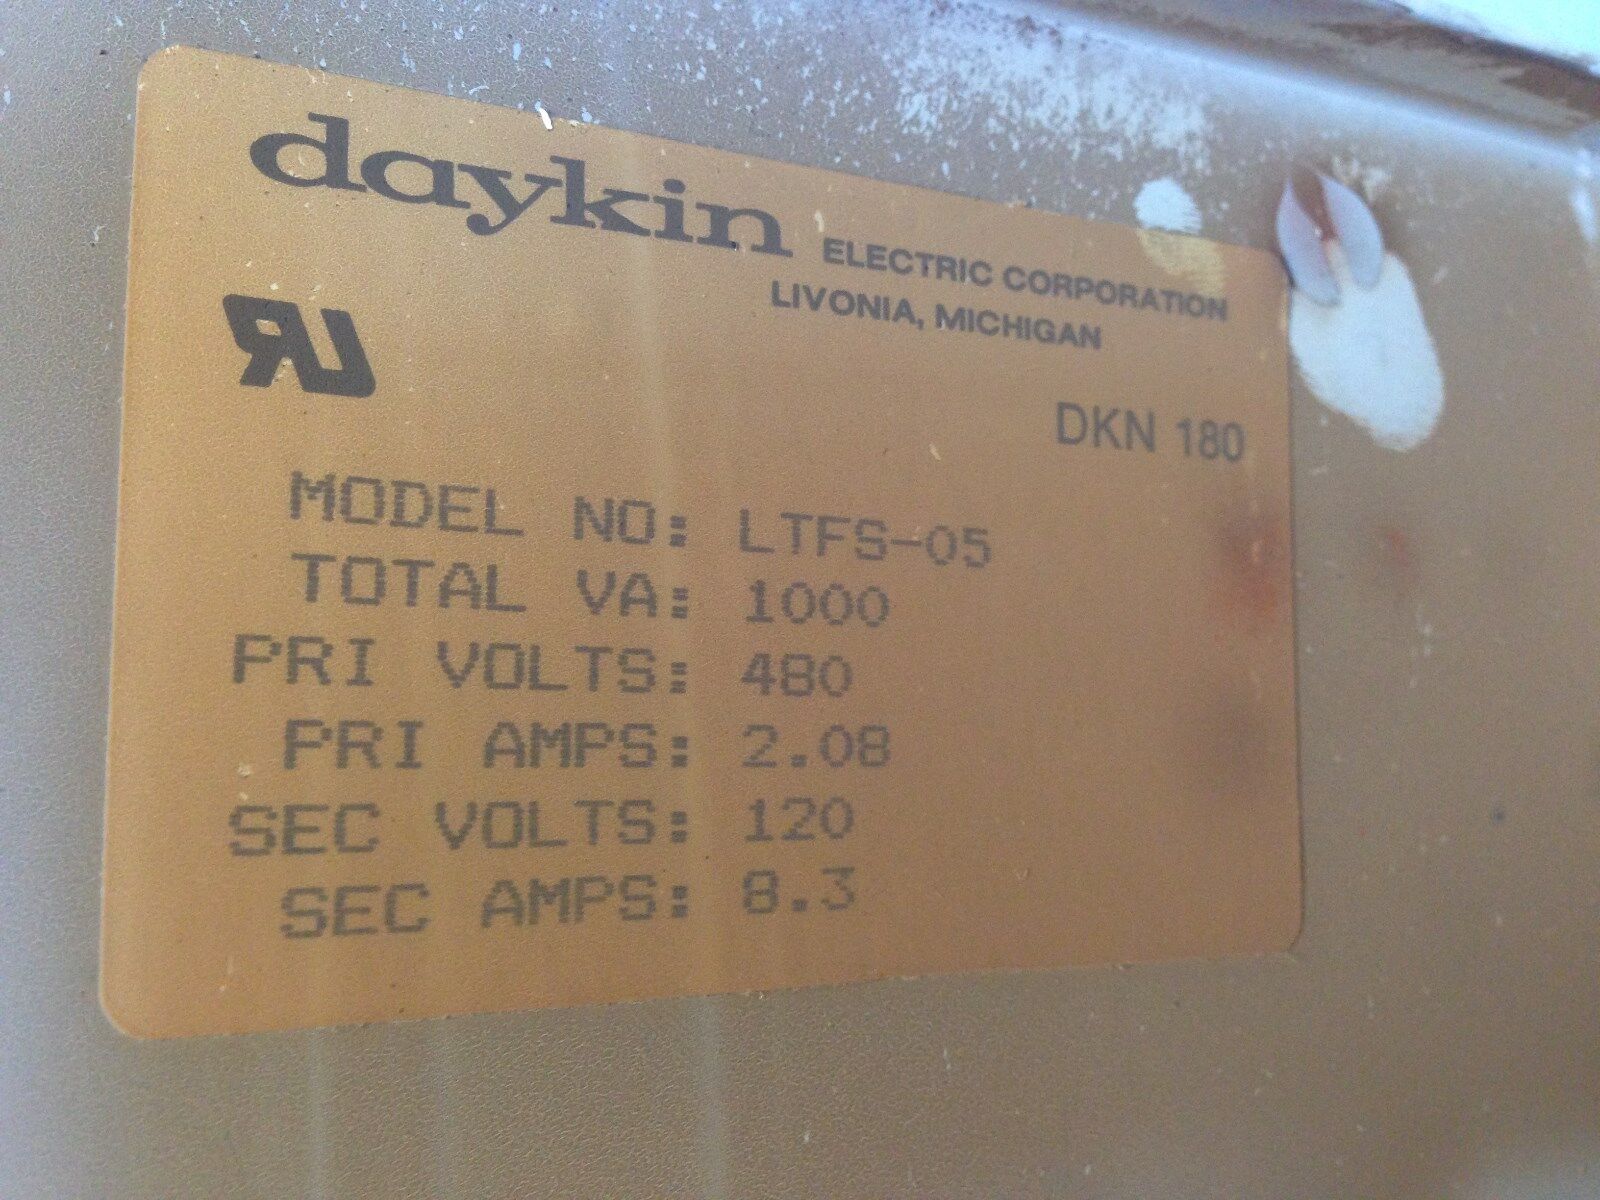 daykin ELECTRIC CORPORATION
LIVONIA, MICHIGAN
RU
DKN 180
MODEL NO: LTFS-05
TOTAL VA: 1000
PRI VOLTS: 480
PRI AMPS: 2.08
SEC VOLTS: 120
SEC AMPS: 8.3